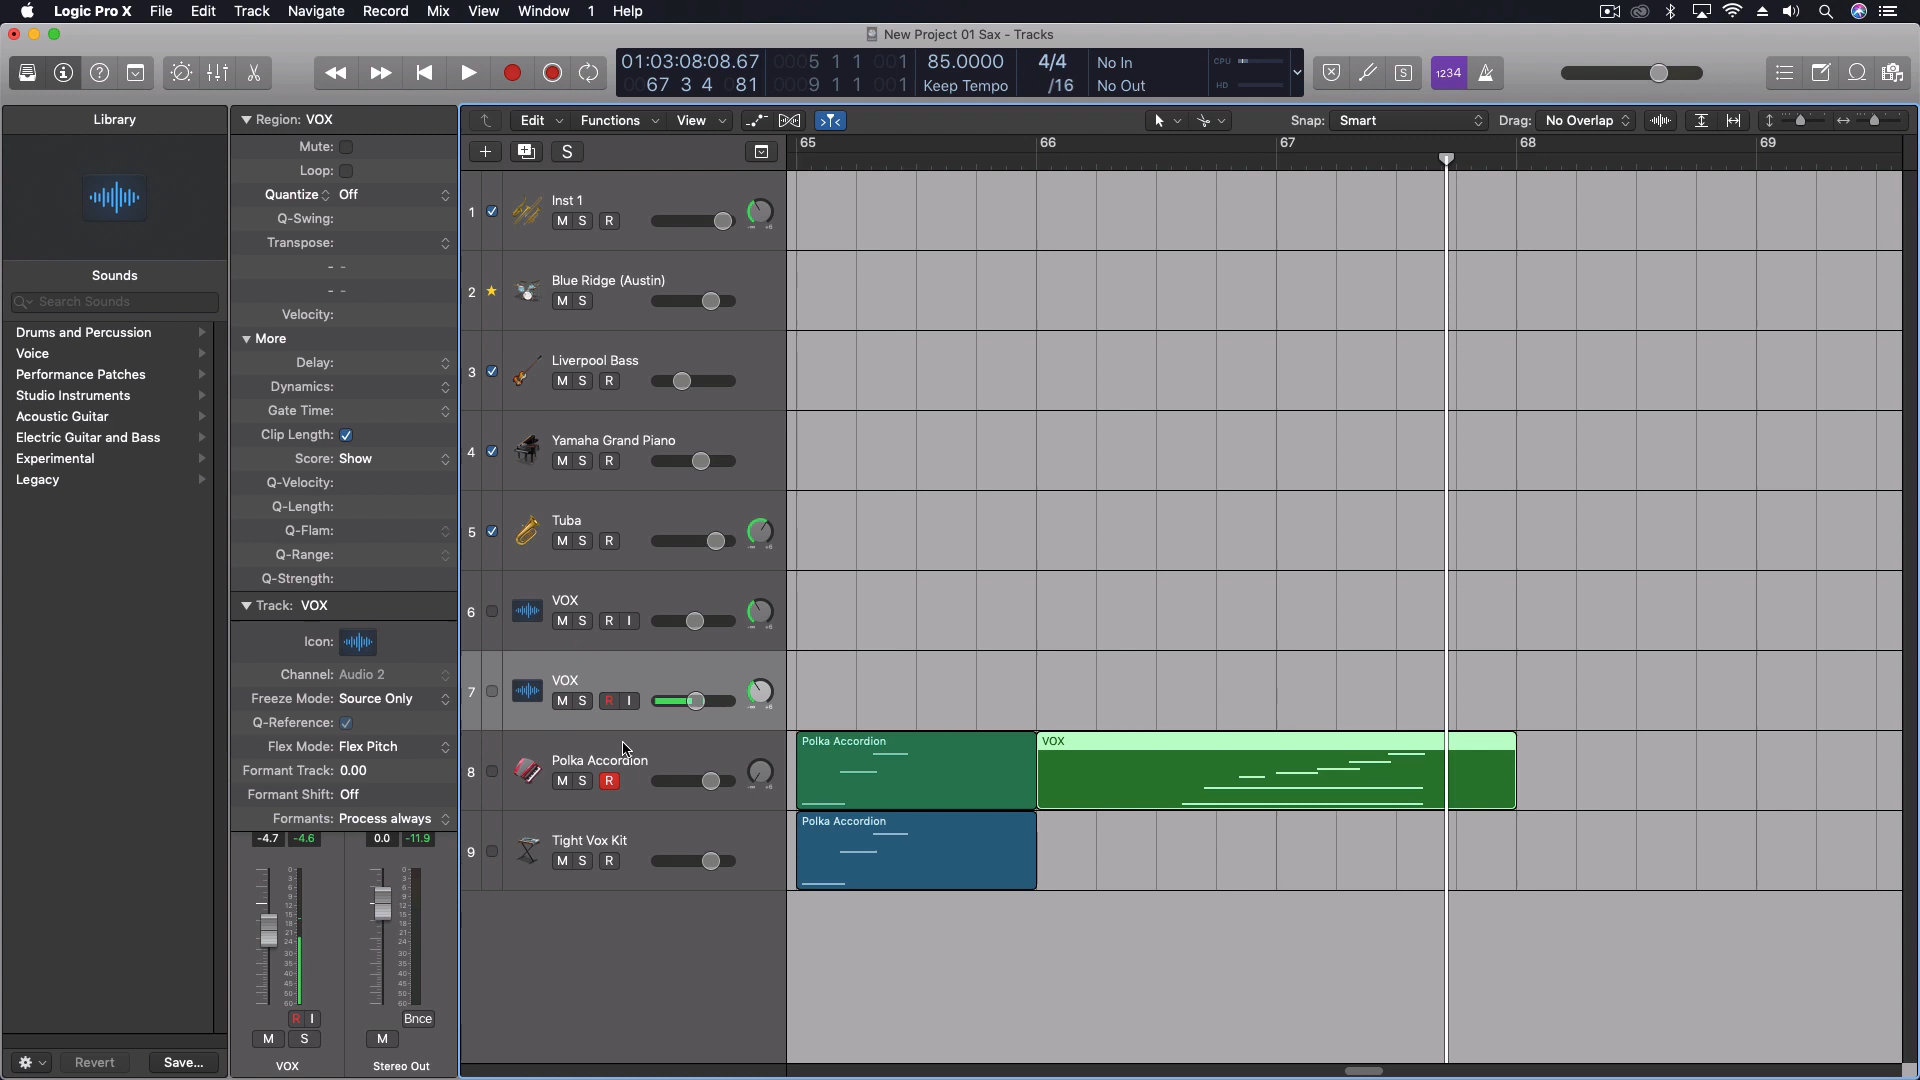 Logic Pro X File Edit Track Navigate Record Mix View Window 1 Help
New Project 01 Sax - Tracks
1234
01:03:08:08.67
67 3 4 081
0005 1 1 001
0009 1 1 001
85.0000
Keep Tempo
4/4
/16
No In
No Out
CPU
HD
Library
Sounds
Search Sounds
Drums and Percussion
Voice
Performance Patches
Studio Instruments
Acoustic Guitar
Electric Guitar and Bass
Experimental
Legacy
Revert
Save...
Region: VOX
Mute:
Loop:
Quantize Off
Q-Swing:
Transpose:
- -
- -
Velocity:
More
Delay:
Dynamics:
Gate Time:
Clip Length:
Score: Show
Q-Velocity:
Q-Length:
Q-Flam:
Q-Range:
Q-Strength:
Track: VOX
Icon:
Channel: Audio 2
Freeze Mode: Source Only
Q-Reference:
Flex Mode: Flex Pitch
Formant Track: 0.00
Formant Shift: Off
Formants: Process always
-4.7 -4.6 0.0 -11.9
R I Bnce
M S M
VOX Stereo Out
Edit Functions View
Snap: Smart Drag: No Overlap
S
65 66 67 68 69
1 Inst 1
M S R
2 Blue Ridge (Austin)
M S
3 Liverpool Bass
M S R
4 Yamaha Grand Piano
M S R
5 Tuba
M S R
6 VOX
M S R I
7 VOX
M S R I
8 Polka Accordion
M S R
9 Tight Vox Kit
M S R
Polka Accordion VOX
Polka Accordion